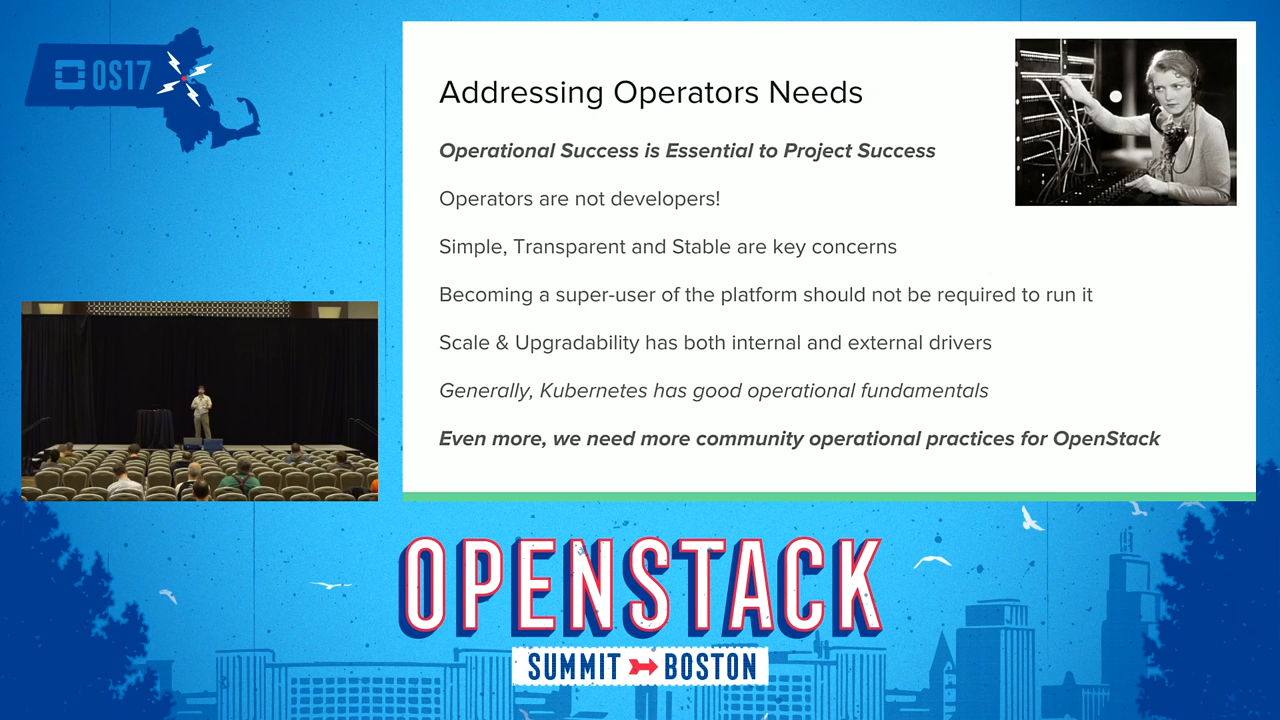 OS17
Addressing Operators Needs
Operational Success is Essential to Project Success
Operators are not developers!
Simple, Transparent and Stable are key concerns
Becoming a super-user of the platform should not be required to run it
Scale & Upgradability has both internal and external drivers
Generally, Kubernetes has good operational fundamentals
Even more, we need more community operational practices for OpenStack
OPENSTACK
SUMMIT BOSTON